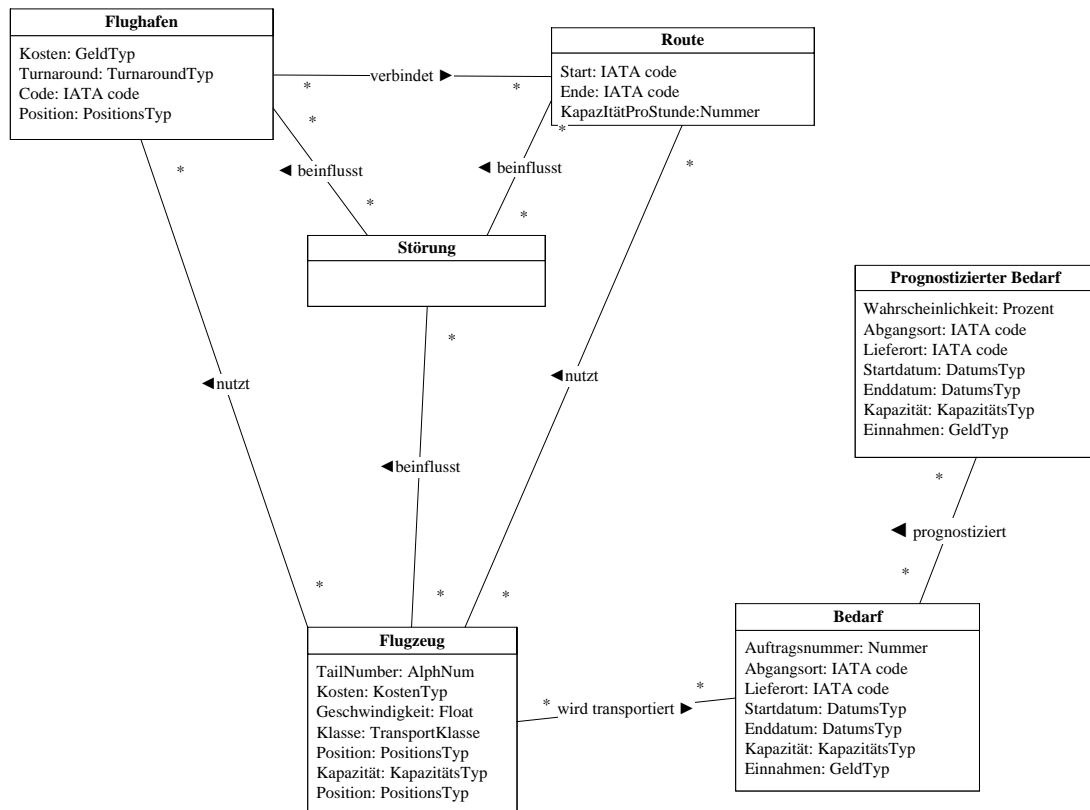 Flughafen
Kosten: GeldTyp
Turnaround: TurnaroundTyp
Code: IATA code
Position: PositionsTyp
Route
Start: IATA code
Ende: IATA code
KapazItätProStunde:Nummer
verbindet ►
*
*
*
*
◄ beinflusst
◄ beinflusst
*
*
*
*
Störung
*
Prognostizierter Bedarf
Wahrscheinlichkeit: Prozent
Abgangsort: IATA code
Lieferort: IATA code
Startdatum: DatumsTyp
Enddatum: DatumsTyp
Kapazität: KapazitätsTyp
Einnahmen: GeldTyp
◄nutzt
◄nutzt
◄beinflusst
*
◄ prognostiziert
*
*
*
*
Flugzeug
TailNumber: AlphNum
Kosten: KostenTyp
Geschwindigkeit: Float
Klasse: TransportKlasse
Position: PositionsTyp
Kapazität: KapazitätsTyp
Position: PositionsTyp
*
wird transportiert ►
*
Bedarf
Auftragsnummer: Nummer
Abgangsort: IATA code
Lieferort: IATA code
Startdatum: DatumsTyp
Enddatum: DatumsTyp
Kapazität: KapazitätsTyp
Einnahmen: GeldTyp